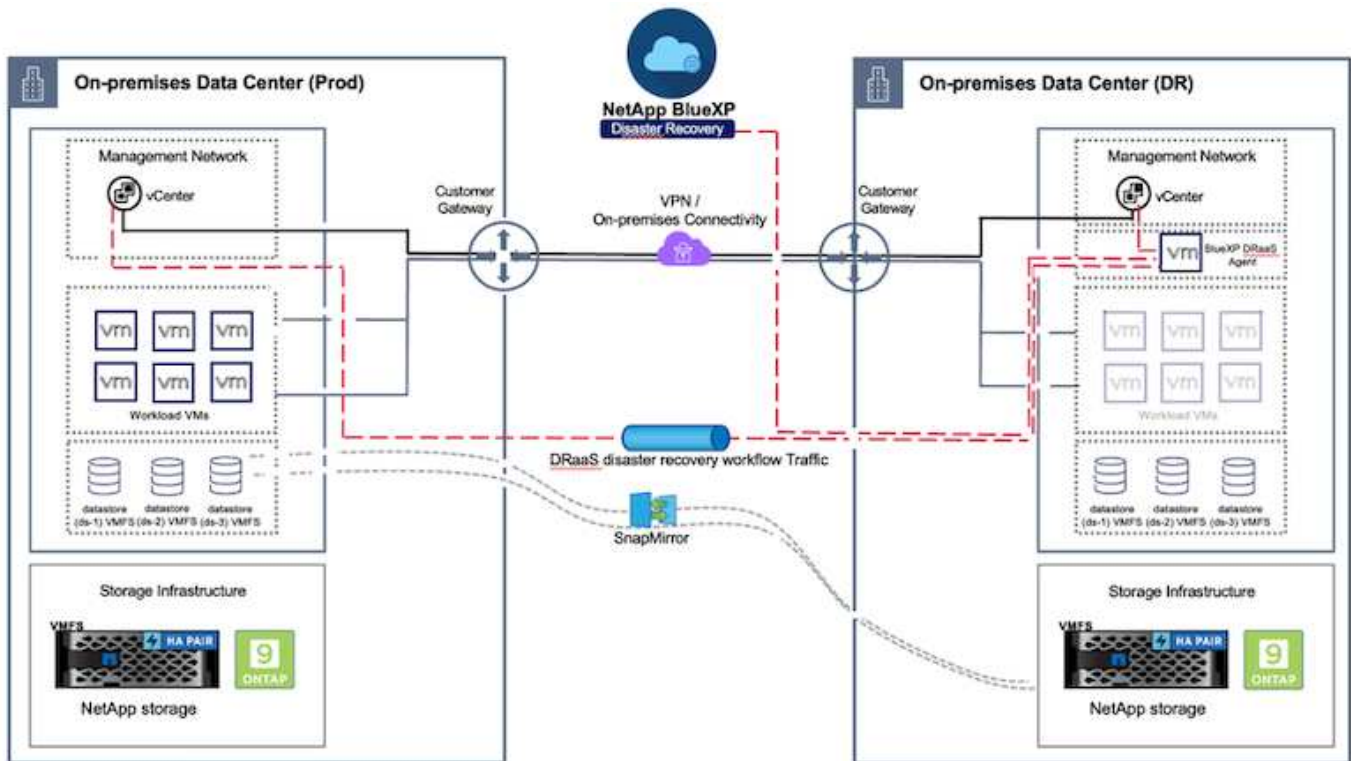 NetApp BlueXP
Disaster Recovery
On-premises Data Center (Prod)
Management Network
vCenter
Customer
Gateway
vm vm vm
vm vm vm
Workload VMs
datastore datastore datastore
(ds-1) VMFS (ds-2) VMFS (ds-3) VMFS
Storage Infrastructure
VMFS
HA PAIR
9
ONTAP
NetApp storage
VPN /
On-premises Connectivity
DRaaS disaster recovery workflow Traffic
SnapMirror
On-premises Data Center (DR)
Customer
Gateway
Management Network
vCenter
vm
BlueXP DRaaS
Agent
vm vm vm
vm vm vm
Workload VMs
datastore datastore datastore
(ds-1) VMFS (ds-2) VMFS (ds-3) VMFS
Storage Infrastructure
VMFS
HA PAIR
9
ONTAP
NetApp storage